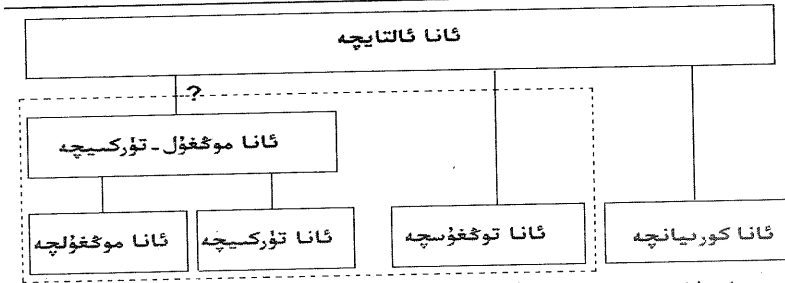 ئانا ئالتايچە
?
ئانا موڭغۇل-تۈركىيچە
ئانا موڭغۇلچە
ئانا تۈركىيچە
ئانا توڭغۇسچە
ئانا كورىيانچە